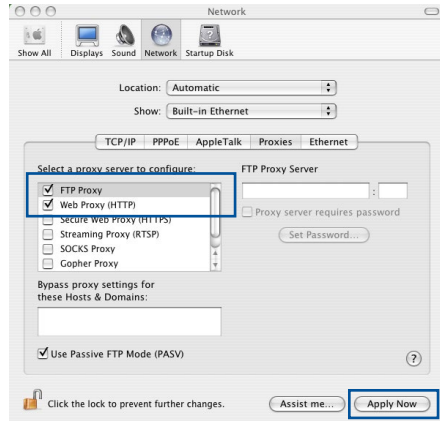 Network
Show All Displays Sound Network Startup Disk
Location: Automatic
Show: Built-in Ethernet
TCP/IP PPPoE AppleTalk Proxies Ethernet
Select a proxy server to configure: FTP Proxy Server
FTP Proxy
Web Proxy (HTTP) :
Secure Web Proxy (HTTPS) Proxy server requires password
Streaming Proxy (RTSP) Set Password...
SOCKS Proxy
Gopher Proxy
Bypass proxy settings for
these Hosts & Domains:
Use Passive FTP Mode (PASV) ?
Click the lock to prevent further changes. Assist me... Apply Now